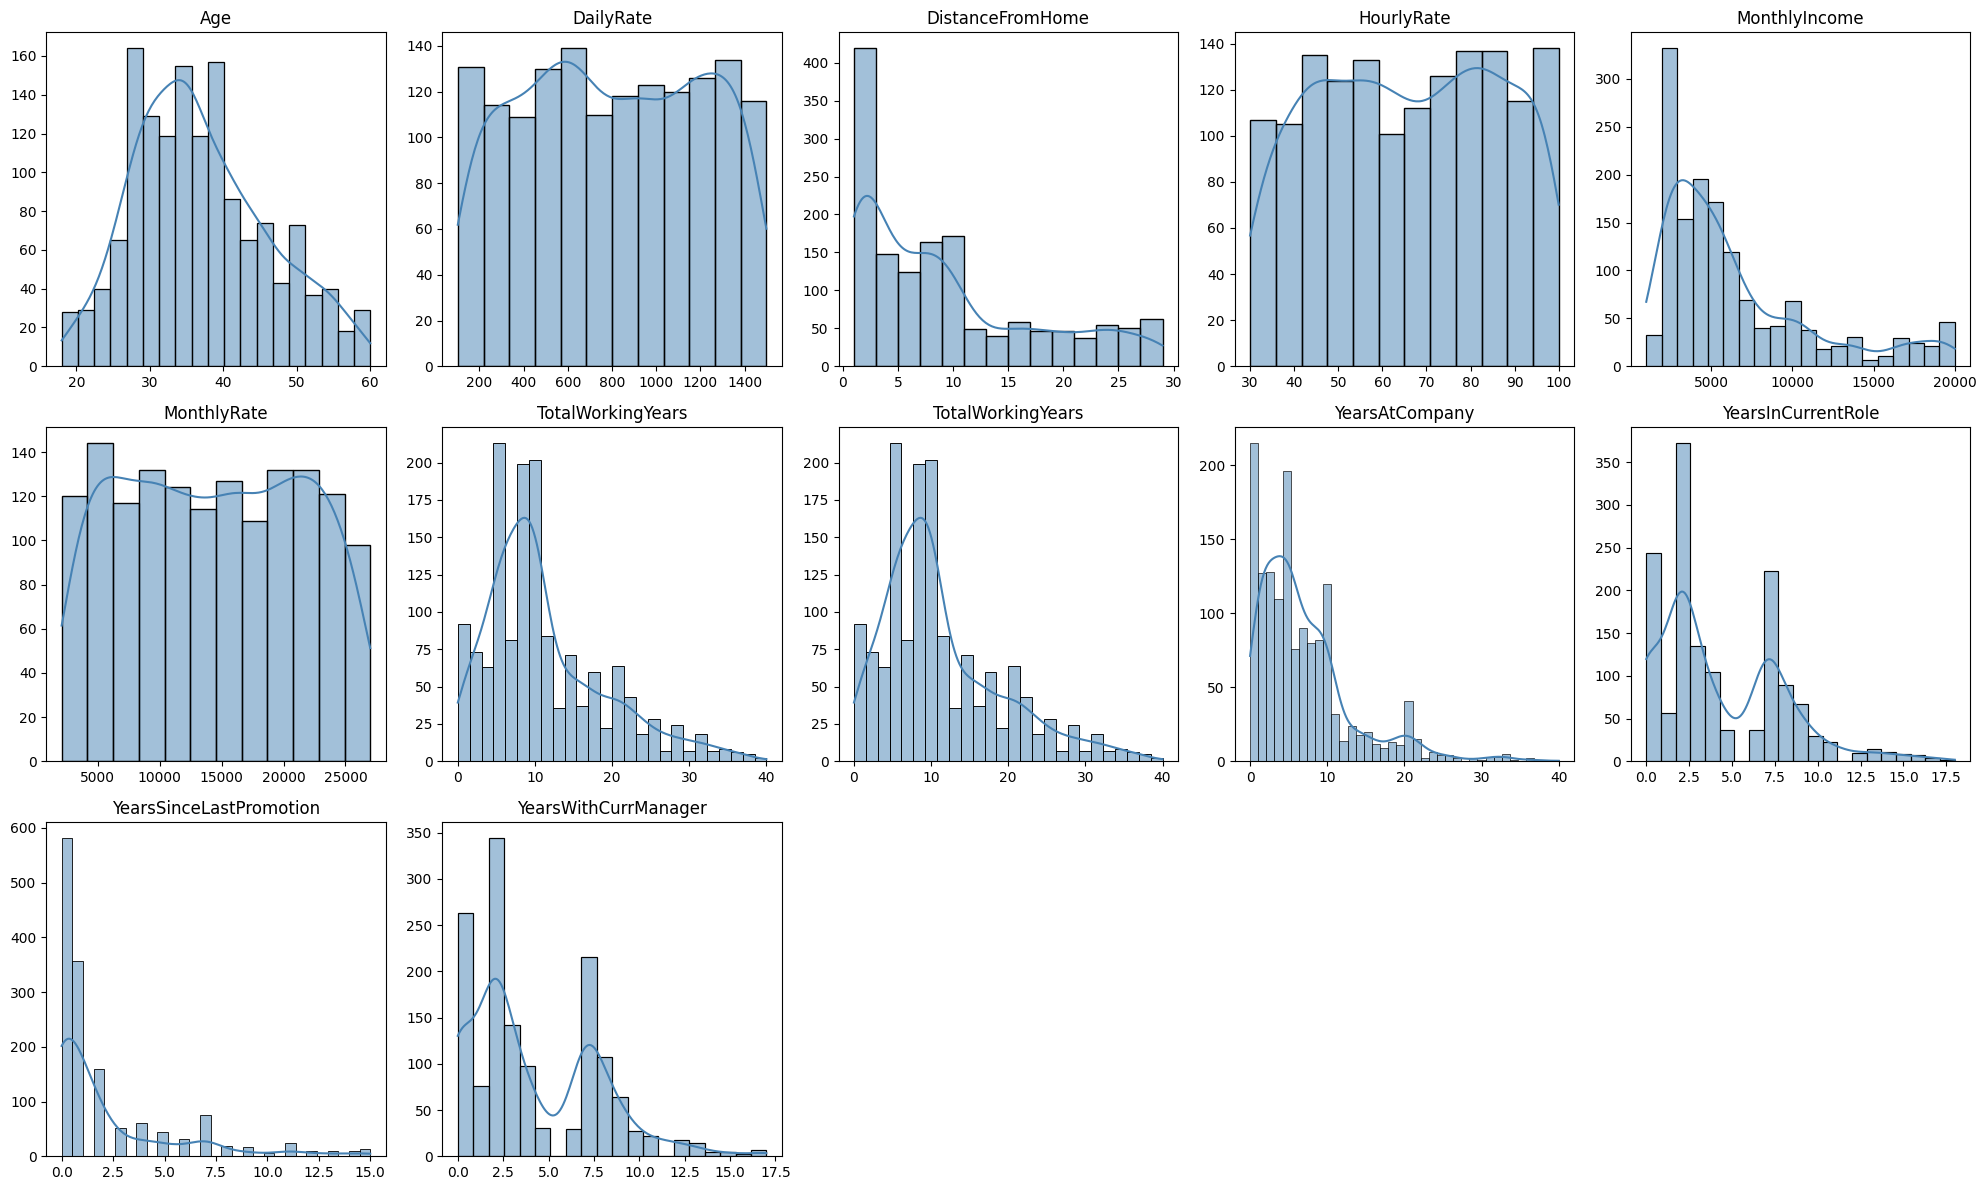 Age DailyRate DistanceFromHome HourlyRate MonthlyIncome
160 140 120 100 80 60 40 20 0
20 30 40 50 60
140 120 100 80 60 40 20 0
200 400 600 800 1000 1200 1400
400 350 300 250 200 150 100 50 0
0 5 10 15 20 25 30
140 120 100 80 60 40 20 0
30 40 50 60 70 80 90 100
300 250 200 150 100 50 0
5000 10000 15000 20000
MonthlyRate TotalWorkingYears TotalWorkingYears YearsAtCompany YearsInCurrentRole
140 120 100 80 60 40 20 0
5000 10000 15000 20000 25000
200 175 150 125 100 75 50 25 0
0 10 20 30 40
200 175 150 125 100 75 50 25 0
0 10 20 30 40
200 150 100 50 0
0 10 20 30 40
350 300 250 200 150 100 50 0
0.0 2.5 5.0 7.5 10.0 12.5 15.0 17.5
YearsSinceLastPromotion YearsWithCurrManager
600 500 400 300 200 100 0
0.0 2.5 5.0 7.5 10.0 12.5 15.0
350 300 250 200 150 100 50 0
0.0 2.5 5.0 7.5 10.0 12.5 15.0 17.5